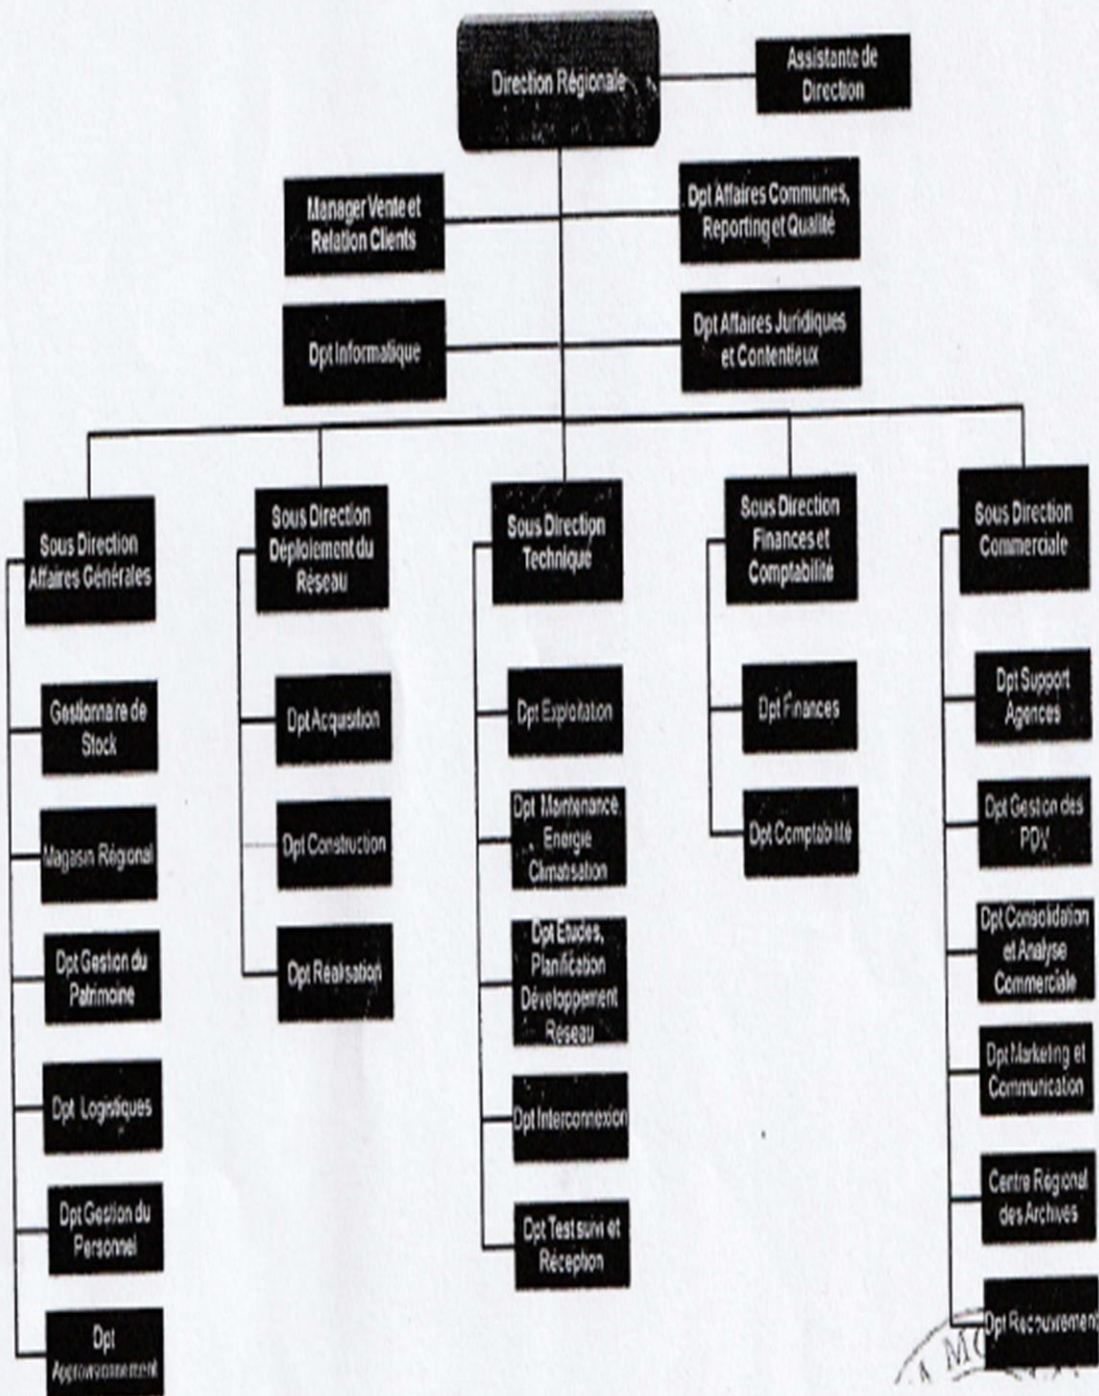 Direction Régionale
Assistante de
Direction
Manager Vente et
Relation Clients
Dpt Affaires Communes,
Reporting et Qualité
Dpt Informatique
Dpt Affaires Juridiques
et Contentieux
Sous Direction
Affaires Générales
Gestionnaire de
Stock
Magasin Régional
Dpt Gestion du
Patrimoine
Dpt Logistiques
Dpt Gestion du
Personnel
Dpt
Approvisionnement
Sous Direction
Déploiement du
Réseau
Dpt Acquisition
Dpt Construction
Dpt Réalisation
Sous Direction
Technique
Dpt Exploitation
Dpt Maintenance
Energie
Climatisation
Dpt Etudes,
Planification
Développement
Réseau
Dpt Interconnexion
Dpt Test suivi et
Réception
Sous Direction
Finances et
Comptabilité
Dpt Finances
Dpt Comptabilité
Sous Direction
Commerciale
Dpt Support
Agences
Dpt Gestion des
PDV
Dpt Consolidation
et Analyse
Commerciale
Dpt Marketing et
Communication
Centre Régional
des Archives
Dpt Recouvrement